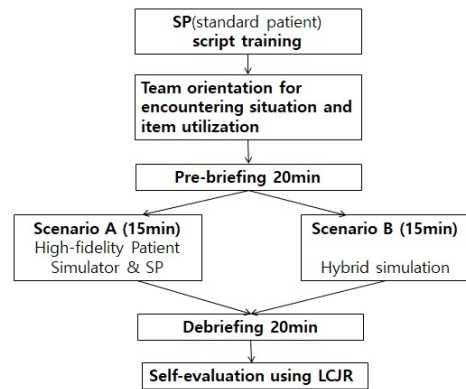 SP(standard patient)
script training
Team orientation for
encountering situation and
item utilization
Pre-briefing 20min
Scenario A (15min)
High-fidelity Patient
Simulator & SP
Scenario B (15min)
Hybrid simulation
Debriefing 20min
Self-evaluation using LCJR